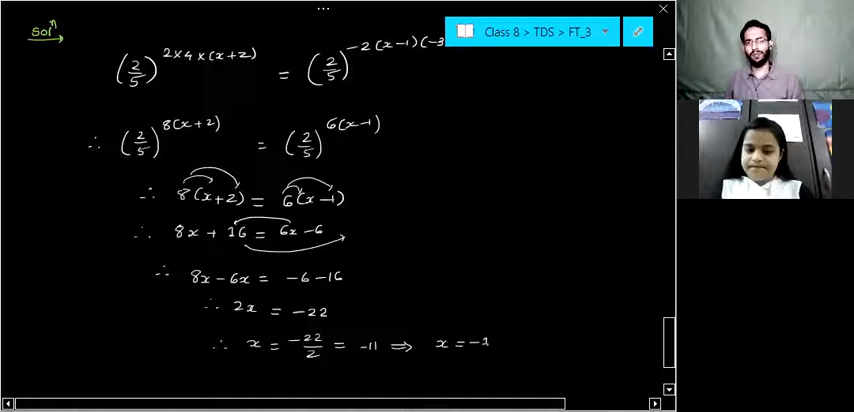 Solⁿ
(2/5)^{2×4×(x+2)} = (2/5)^{-2(x-1)(-3
∴ (2/5)^{8(x+2)} = (2/5)^{6(x-1)}
∴ 8(x+2) = 6(x-1)
∴ 8x + 16 = 6x - 6
∴ 8x - 6x = -6 - 16
∴ 2x = -22
∴ x = -22/2 = -11 ⇒ x = -1
Class 8 > TDS > FT_3